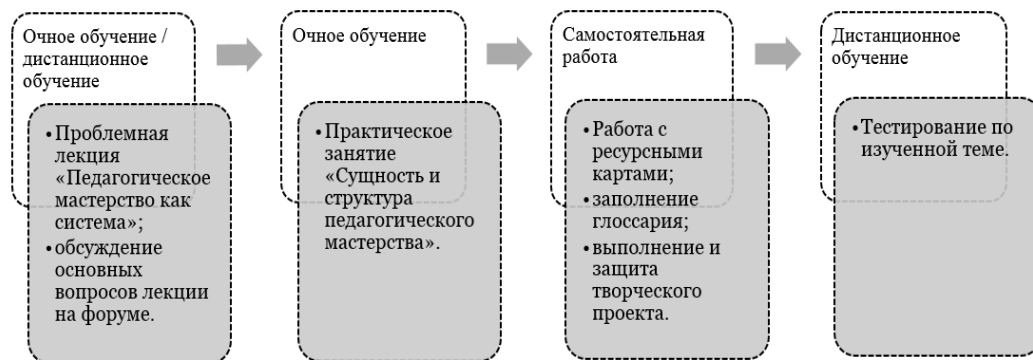 Очное обучение /
дистанционное
обучение
• Проблемная
лекция
«Педагогическое
мастерство как
система»;
• обсуждение
основных
вопросов лекции
на форуме.
Очное обучение
• Практическое
занятие
«Сущность и
структура
педагогического
мастерства».
Самостоятельная
работа
• Работа с
ресурсными
картами;
• заполнение
глоссария;
• выполнение и
защита
творческого
проекта.
Дистанционное
обучение
• Тестирование по
изученной теме.